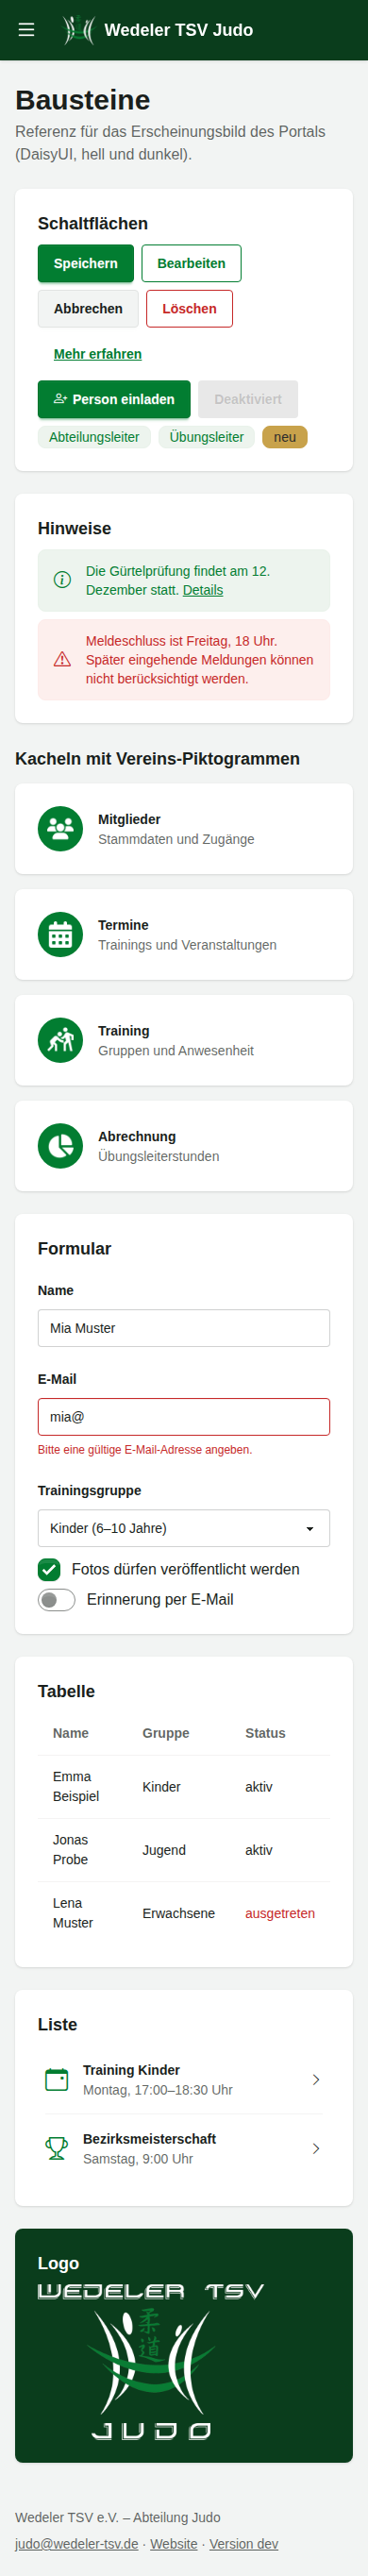 Wedeler TSV Judo
Bausteine
Referenz für das Erscheinungsbild des Portals
(DaisyUI, hell und dunkel).
Schaltflächen
Speichern
Bearbeiten
Abbrechen
Löschen
Mehr erfahren
Person einladen
Deaktiviert
Abteilungsleiter
Übungsleiter
neu
Hinweise
Die Gürtelprüfung findet am 12.
Dezember statt. Details
Meldeschluss ist Freitag, 18 Uhr.
Später eingehende Meldungen können
nicht berücksichtigt werden.
Kacheln mit Vereins-Piktogrammen
Mitglieder
Stammdaten und Zugänge
Termine
Trainings und Veranstaltungen
Training
Gruppen und Anwesenheit
Abrechnung
Übungsleiterstunden
Formular
Name
Mia Muster
E-Mail
mia@
Bitte eine gültige E-Mail-Adresse angeben.
Trainingsgruppe
Kinder (6–10 Jahre)
Fotos dürfen veröffentlicht werden
Erinnerung per E-Mail
Tabelle
Name Gruppe Status
Emma
Beispiel
Kinder
aktiv
Jonas
Probe
Jugend
aktiv
Lena
Muster
Erwachsene
ausgetreten
Liste
Training Kinder
Montag, 17:00–18:30 Uhr
Bezirksmeisterschaft
Samstag, 9:00 Uhr
Logo
WEDELER TSV
柔
道
JUDO
Wedeler TSV e.V. – Abteilung Judo
judo@wedeler-tsv.de · Website · Version dev